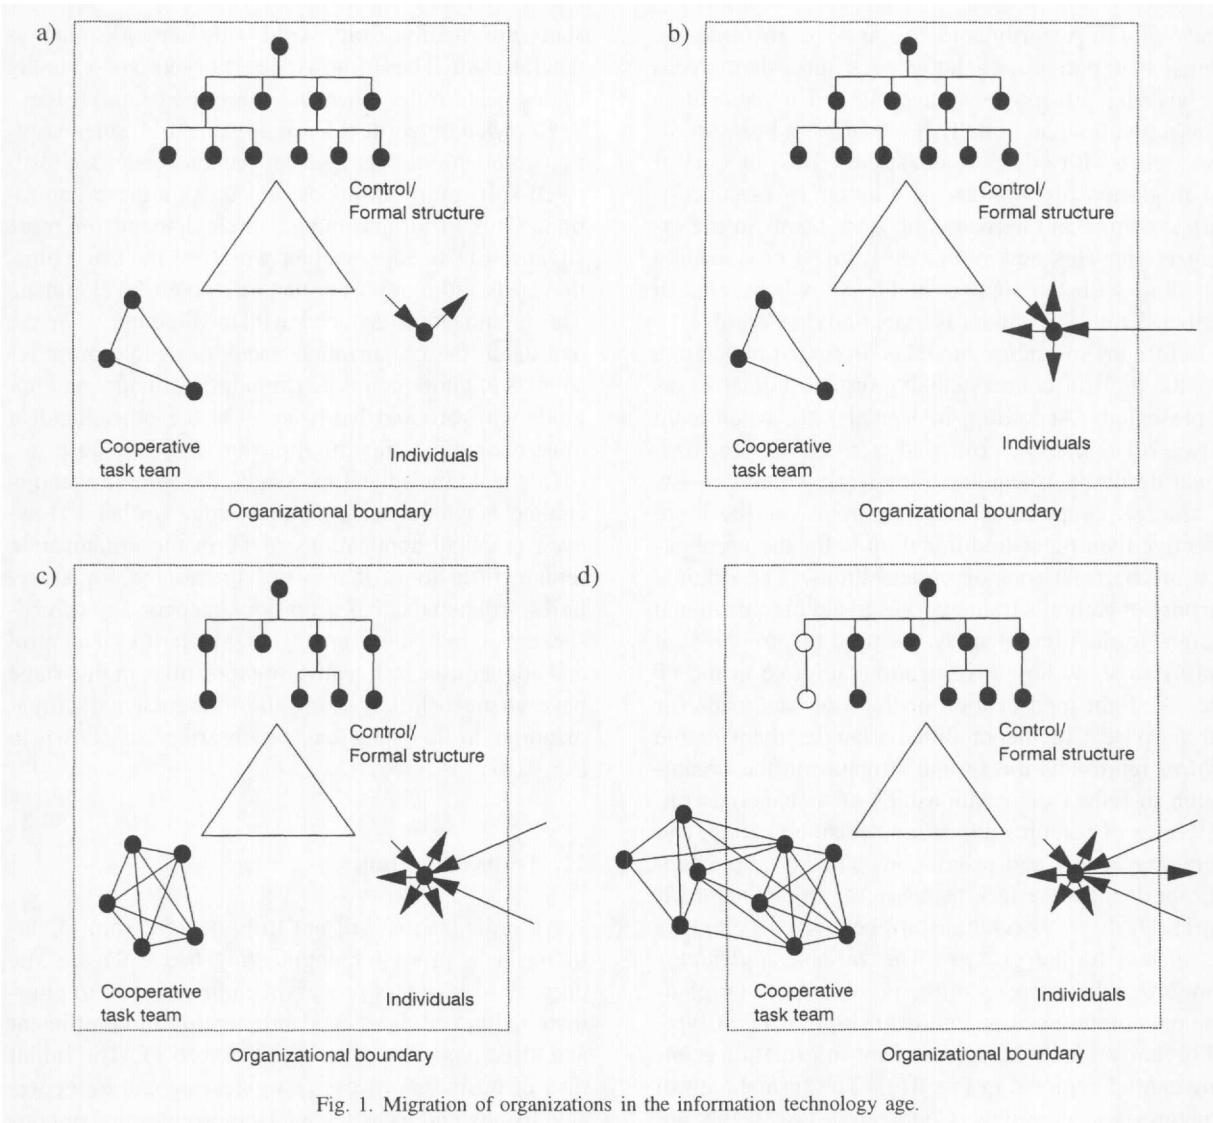 a)
Control/
Formal structure
Cooperative
task team
Individuals
Organizational boundary
b)
Control/
Formal structure
Cooperative
task team
Individuals
Organizational boundary
c)
Control/
Formal structure
Cooperative
task team
Individuals
Organizational boundary
d)
Control/
Formal structure
Cooperative
task team
Individuals
Organizational boundary
Fig. 1. Migration of organizations in the information technology age.